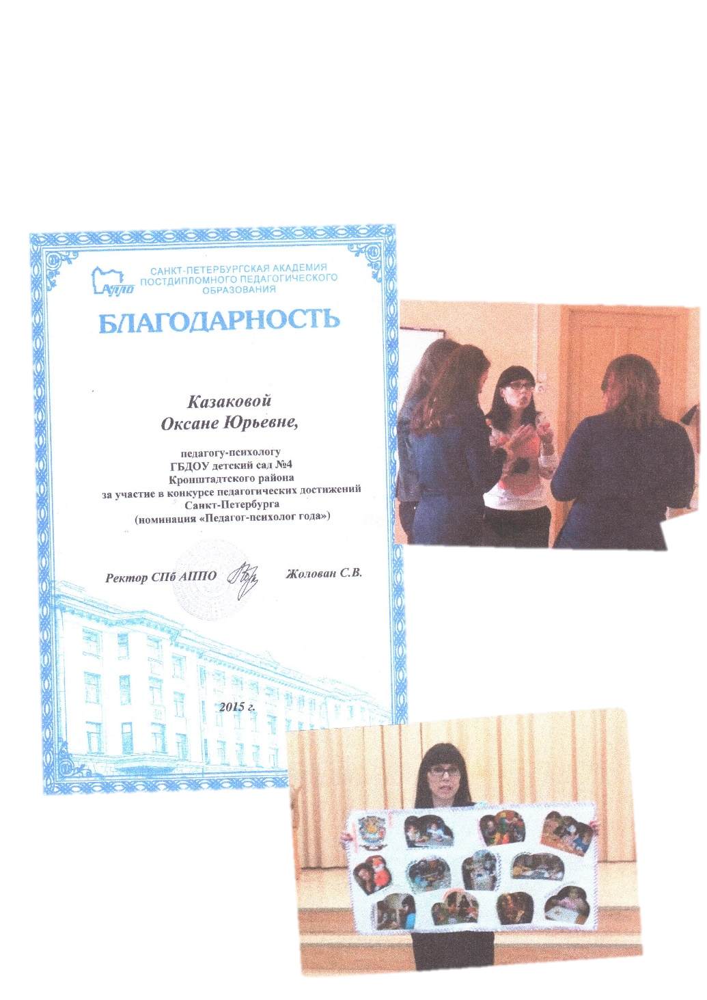 САНКТ-ПЕТЕРБУРГСКАЯ АКАДЕМИЯ
ПОСТДИПЛОМНОГО ПЕДАГОГИЧЕСКОГО
ОБРАЗОВАНИЯ
АППО
БЛАГОДАРНОСТЬ
Казаковой
Оксане Юрьевне,
педагогу-психологу
ГБДОУ детский сад №4
Кронштадтского района
за участие в конкурсе педагогических достижений
Санкт-Петербурга
(номинация «Педагог-психолог года»)
Ректор СПб АППО Жолован С.В.
2015 г.